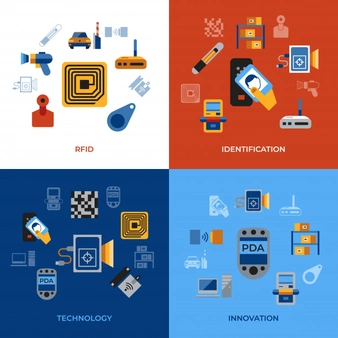 RFID
IDENTIFICATION
PDA
TECHNOLOGY
PDA
INNOVATION